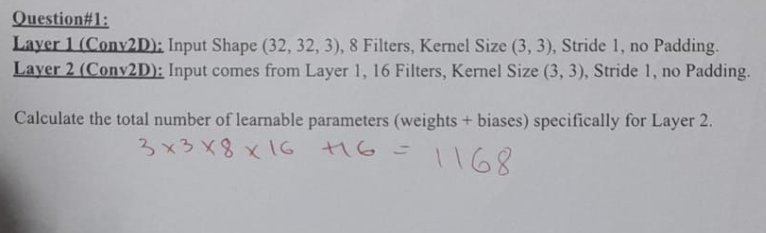 Question#1:
Layer 1 (Conv2D): Input Shape (32, 32, 3), 8 Filters, Kernel Size (3, 3), Stride 1, no Padding.
Layer 2 (Conv2D): Input comes from Layer 1, 16 Filters, Kernel Size (3, 3), Stride 1, no Padding.
Calculate the total number of learnable parameters (weights + biases) specifically for Layer 2.
3 x 3 x 8 x 16 + 16 = 1168